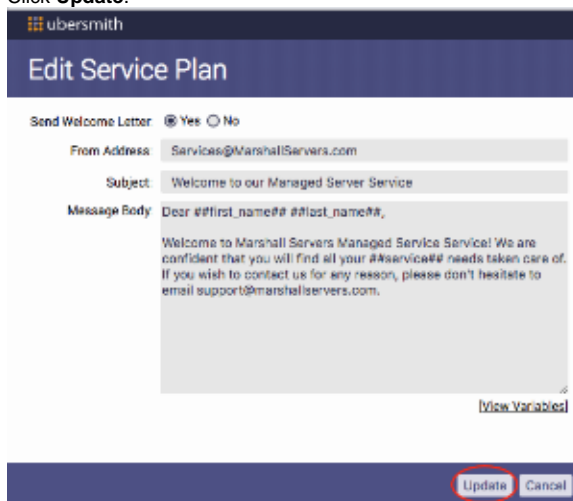 Click Update.
ubersmith
Edit Service Plan
Send Welcome Letter: Yes No
From Address: Services@MarshallServers.com
Subject: Welcome to our Managed Server Service
Message Body: Dear ##first_name## ##last_name##,
Welcome to Marshall Servers Managed Service Service! We are
confident that you will find all your ##service## needs taken care of.
If you wish to contact us for any reason, please don't hesitate to
email support@marshallservers.com.
[View Variables]
Update Cancel